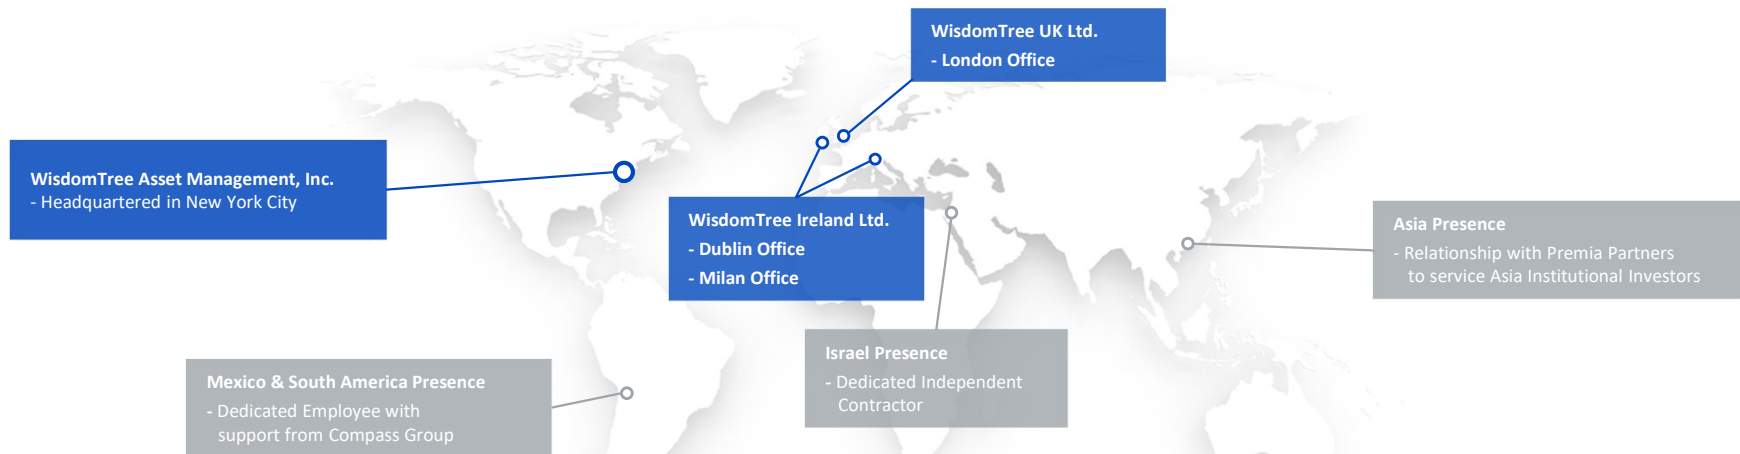 WisdomTree UK Ltd.
- London Office
WisdomTree Asset Management, Inc.
- Headquartered in New York City
WisdomTree Ireland Ltd.
- Dublin Office
- Milan Office
Asia Presence
- Relationship with Premia Partners
to service Asia Institutional Investors
Israel Presence
- Dedicated Independent
Contractor
Mexico & South America Presence
- Dedicated Employee with
support from Compass Group